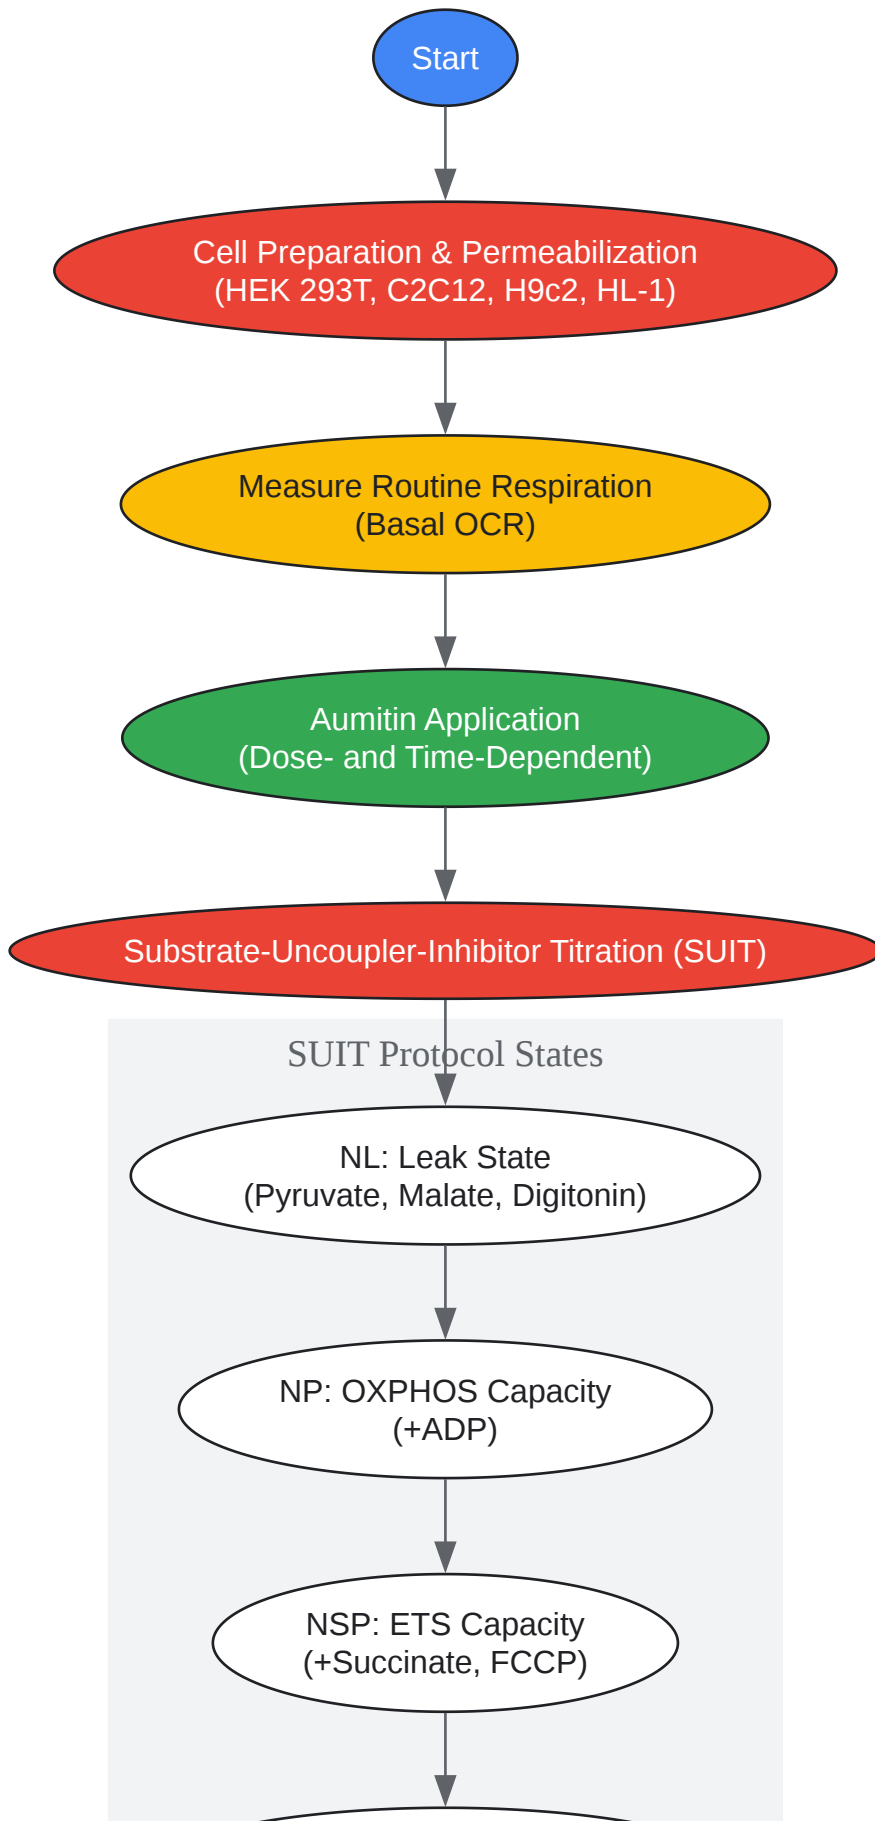 Start
Cell Preparation & Permeabilization
(HEK 293T, C2C12, H9c2, HL-1)
Measure Routine Respiration
(Basal OCR)
Aumitin Application
(Dose- and Time-Dependent)
Substrate-Uncoupler-Inhibitor Titration (SUIT)
SUIT Protocol States
NL: Leak State
(Pyruvate, Malate, Digitonin)
NP: OXPHOS Capacity
(+ADP)
NSP: ETS Capacity
(+Succinate, FCCP)